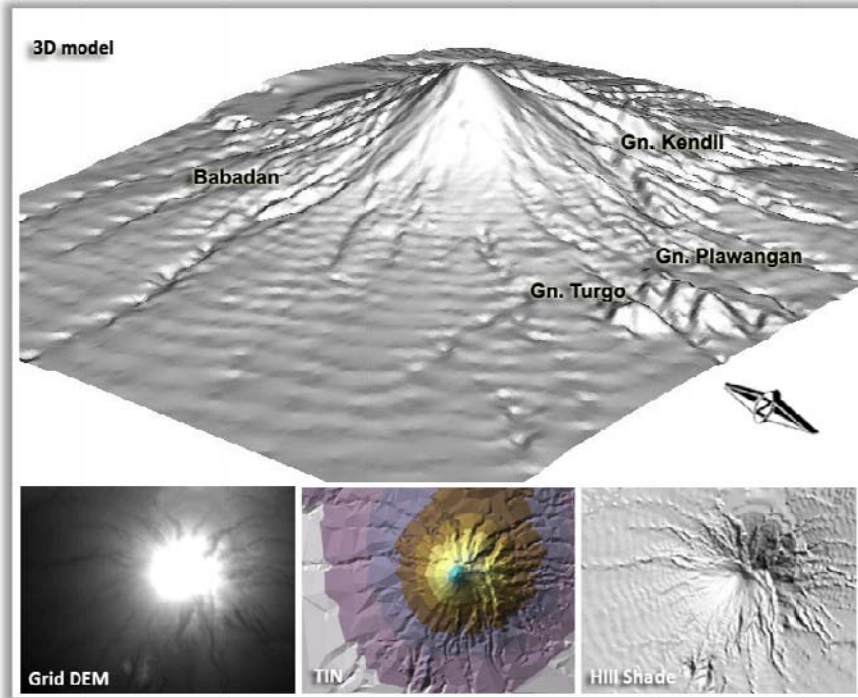 3D model
Gn. Kendil
Babadan
Gn. Plawangan
Gn. Turgo
Z
Grid DEM
TIN
Hill Shade